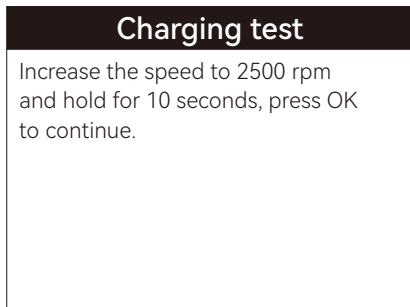 Charging test
Increase the speed to 2500 rpm
and hold for 10 seconds, press OK
to continue.